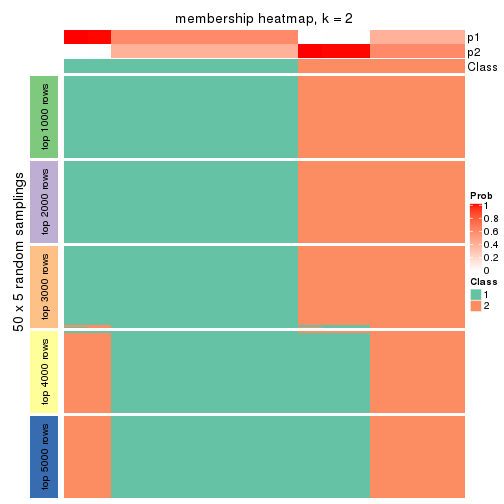 membership heatmap, k = 2
p1
p2
Class
50 x 5 random samplings
top 1000 rows
top 2000 rows
top 3000 rows
top 4000 rows
top 5000 rows
Prob
1
0.8
0.6
0.4
0.2
0
Class
1
2